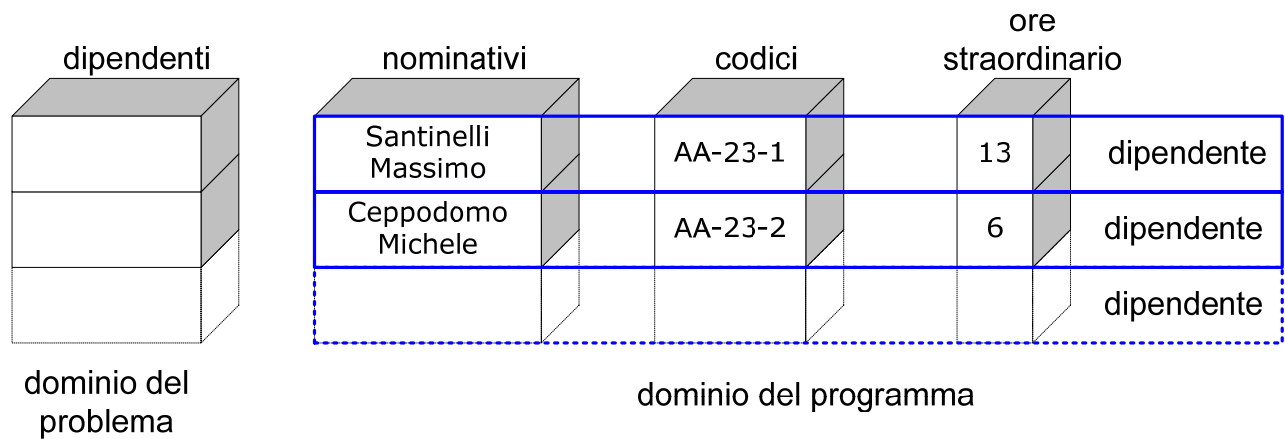 dipendenti
nominativi
codici
ore
straordinario
Santinelli
Massimo
AA-23-1
13
dipendente
Ceppodomo
Michele
AA-23-2
6
dipendente
dipendente
dominio del
problema
dominio del programma